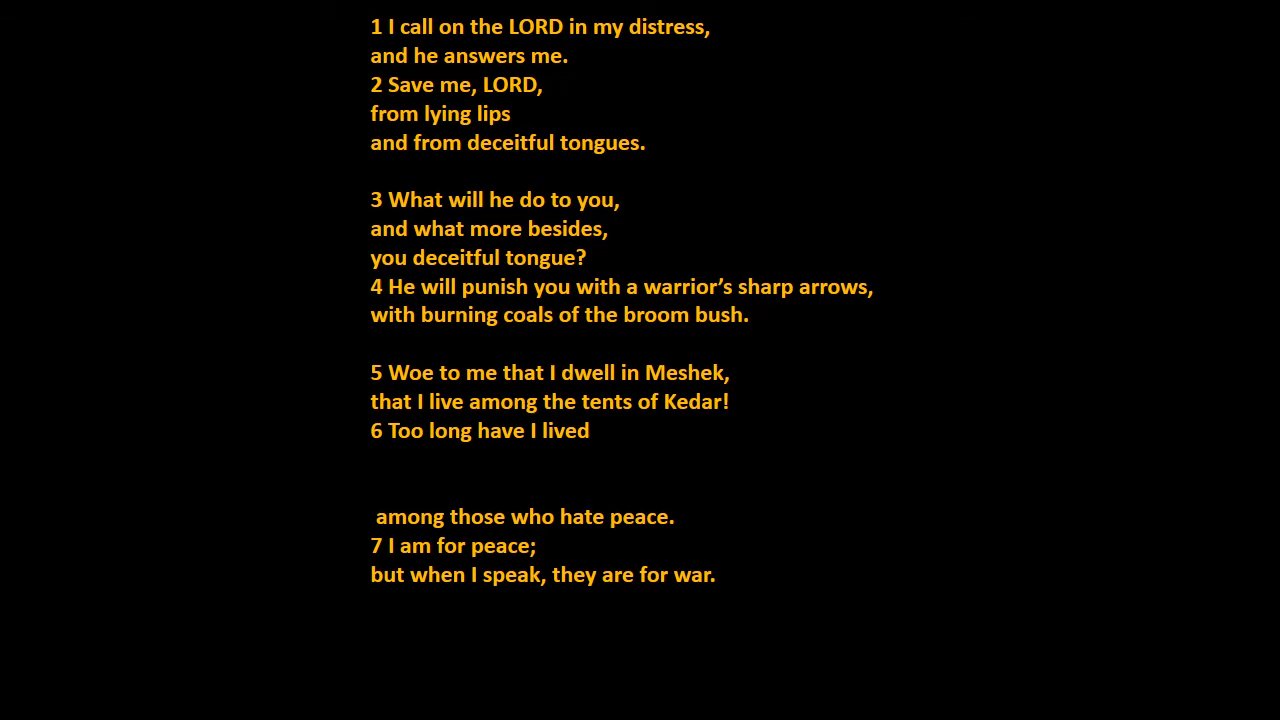 1 I call on the LORD in my distress,
and he answers me.
2 Save me, LORD,
from lying lips
and from deceitful tongues.
3 What will he do to you,
and what more besides,
you deceitful tongue?
4 He will punish you with a warrior’s sharp arrows,
with burning coals of the broom bush.
5 Woe to me that I dwell in Meshek,
that I live among the tents of Kedar!
6 Too long have I lived
among those who hate peace.
7 I am for peace;
but when I speak, they are for war.